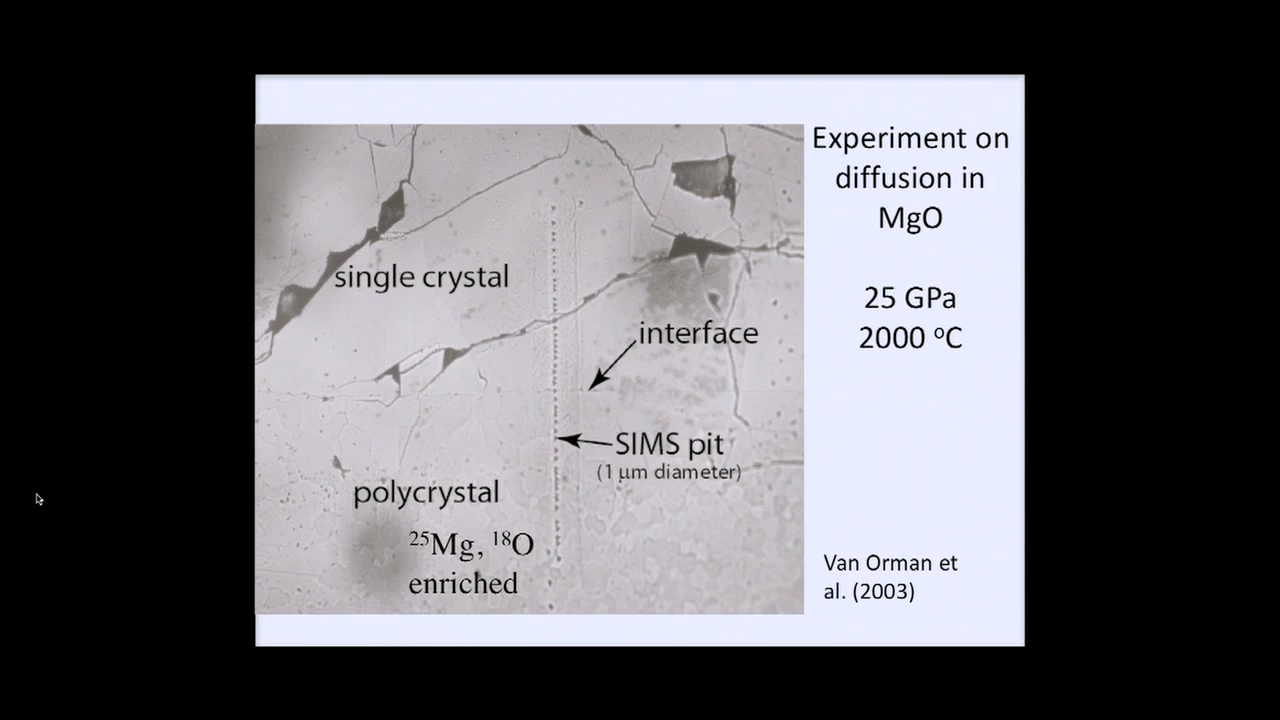 Experiment on
diffusion in
MgO
25 GPa
2000 ºC
single crystal
interface
SIMS pit
(1 µm diameter)
polycrystal
²⁵Mg, ¹⁸O
enriched
Van Orman et
al. (2003)